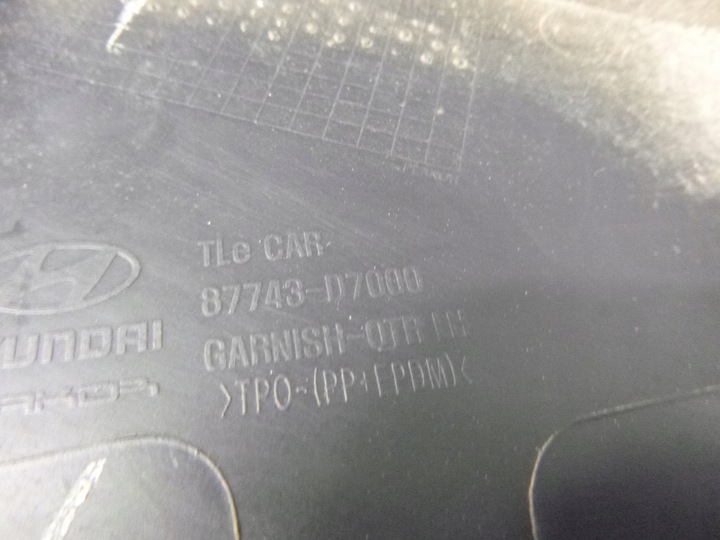 TLe CAR
87743-D7000
HYUNDAI
GARNISH-QTR LH
>TPO-(PP+EPDM)<